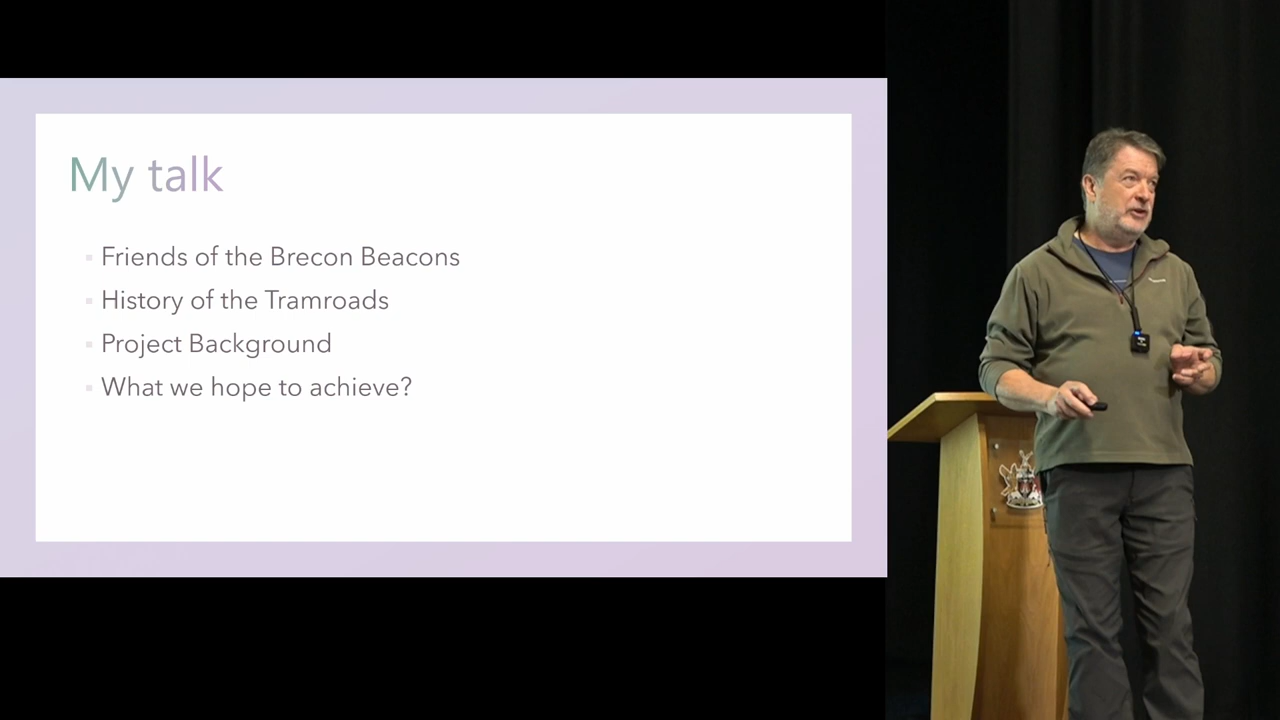 My talk
Friends of the Brecon Beacons
History of the Tramroads
Project Background
What we hope to achieve?